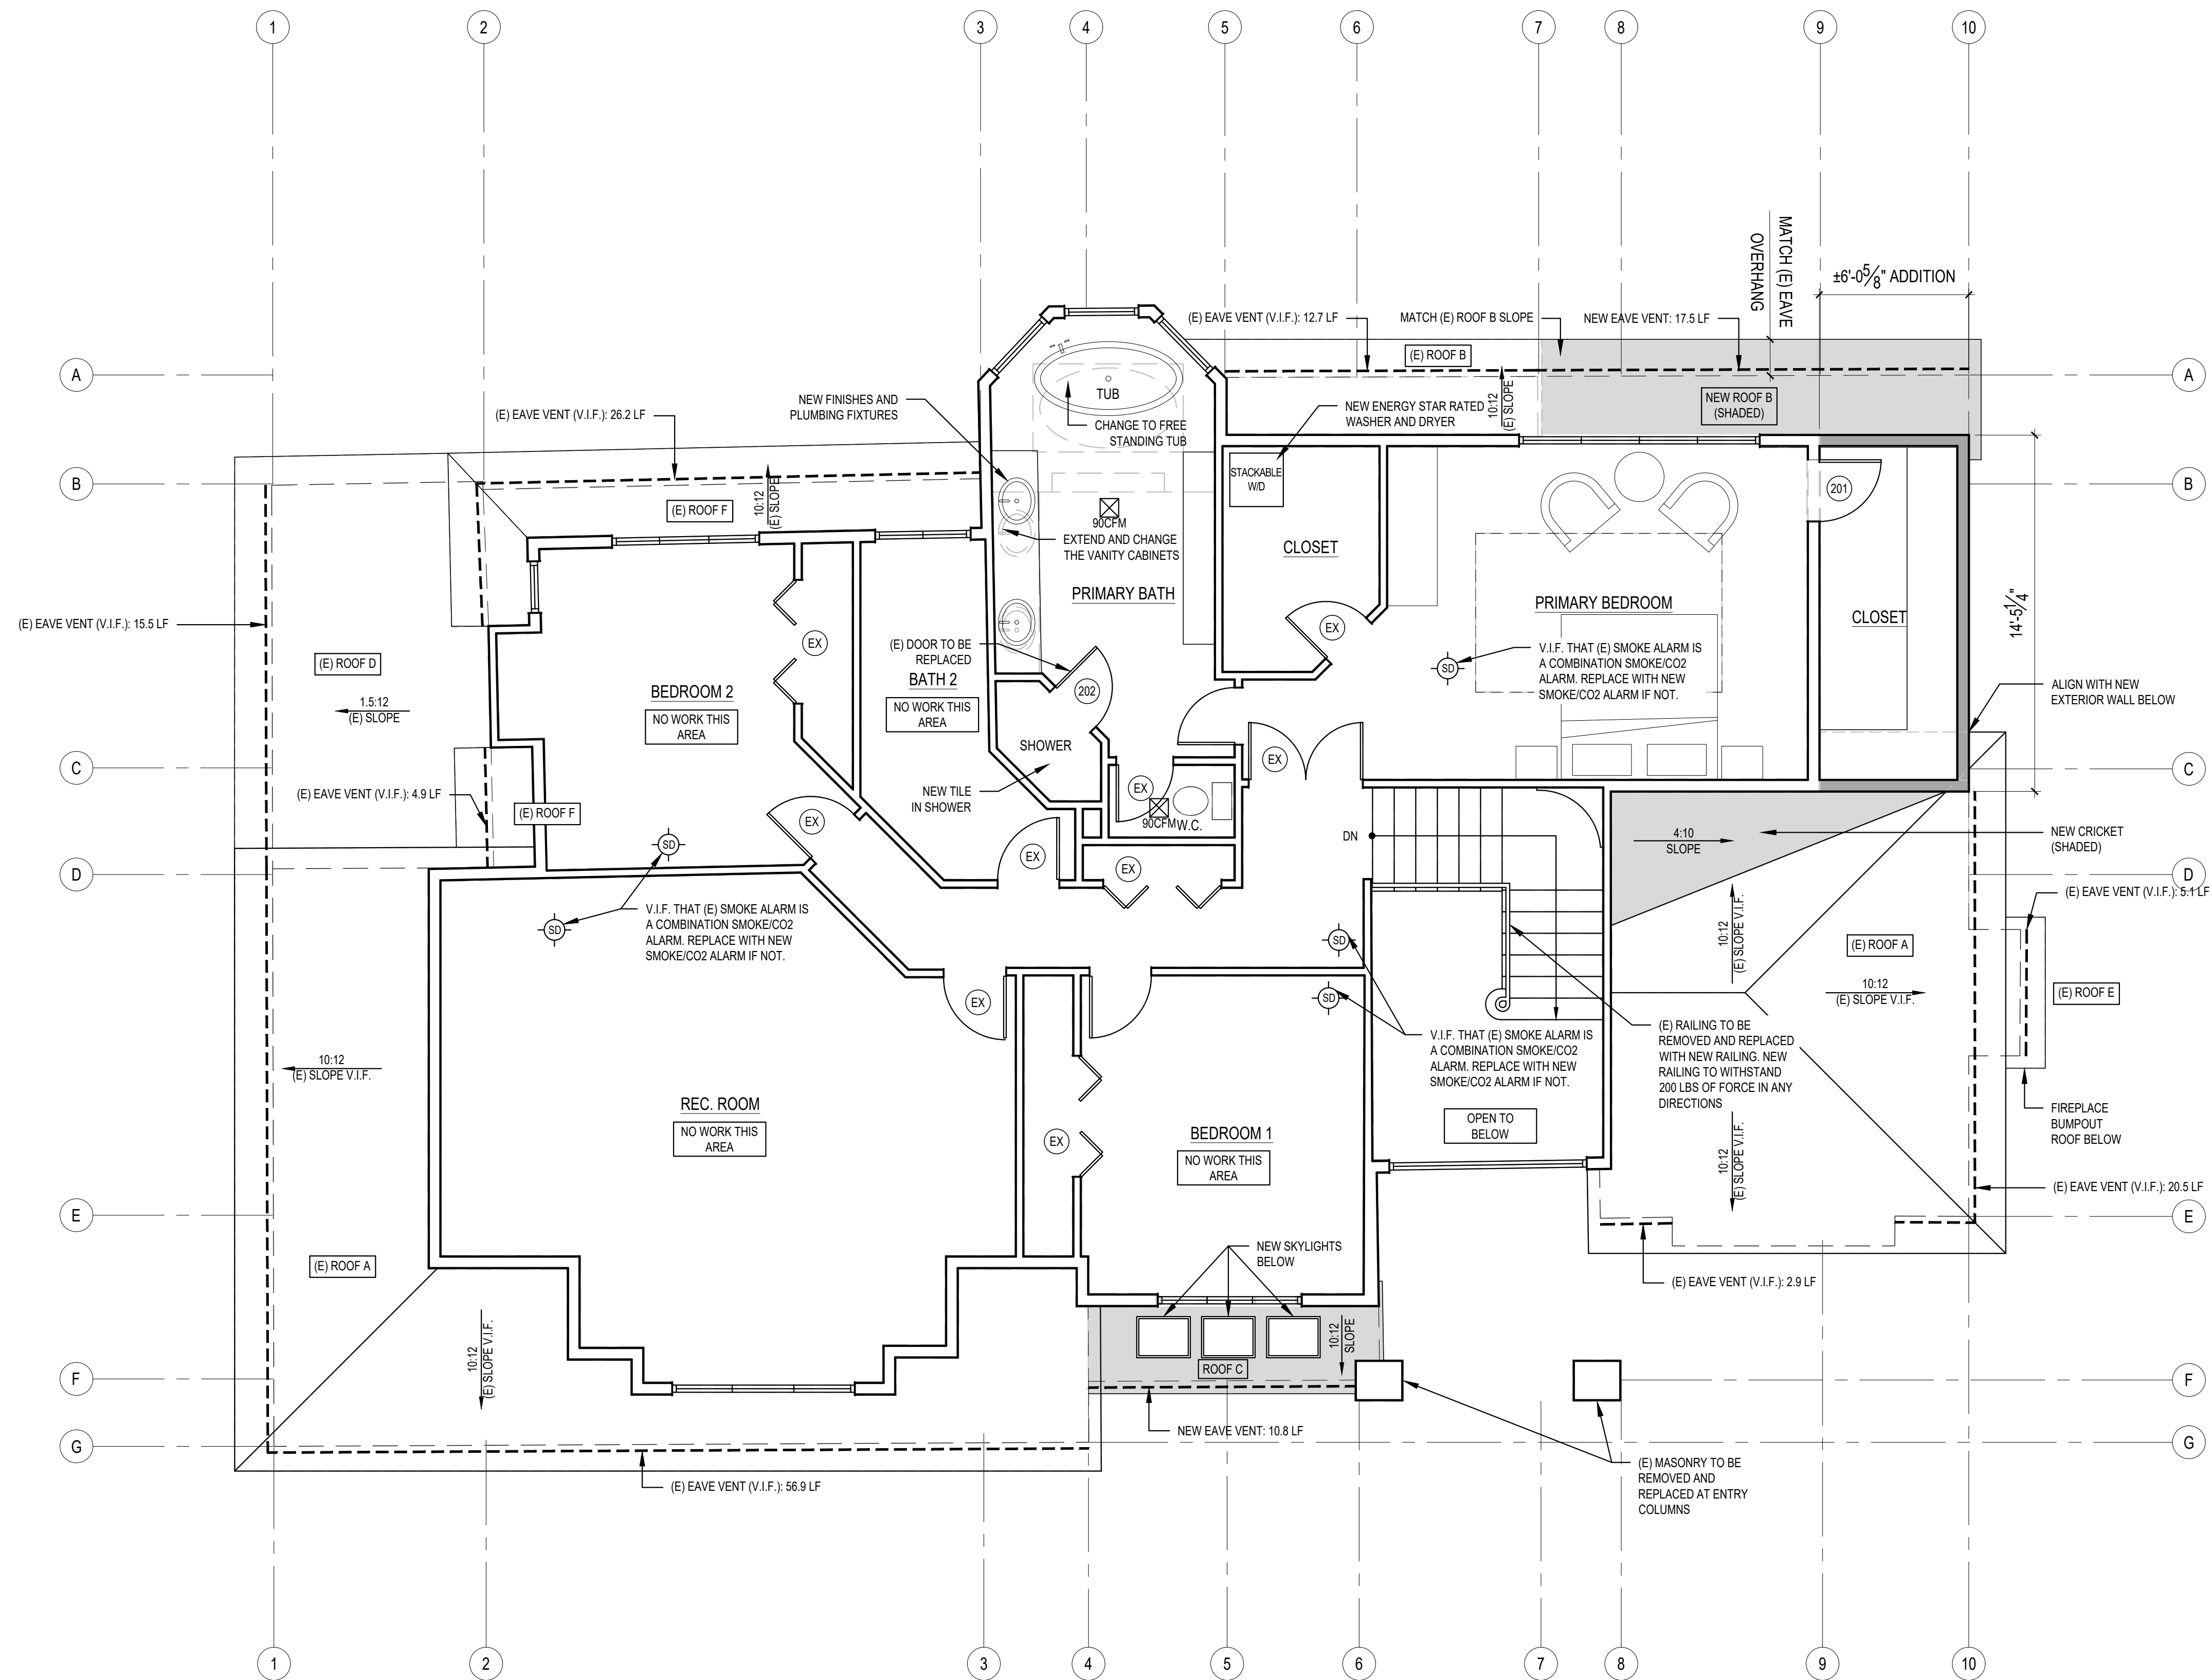 1
2
3
4
5
6
7
8
9
10
MATCH (E) EAVE
OVERHANG
±6'-0 5/8" ADDITION
(E) EAVE VENT (V.I.F.): 12.7 LF
MATCH (E) ROOF B SLOPE
NEW EAVE VENT: 17.5 LF
A
(E) ROOF B
A
10:12
(E) SLOPE
NEW ROOF B
(SHADED)
TUB
CHANGE TO FREE
STANDING TUB
NEW FINISHES AND
PLUMBING FIXTURES
NEW ENERGY STAR RATED
WASHER AND DRYER
(E) EAVE VENT (V.I.F.): 26.2 LF
B
10:12
(E) SLOPE
(E) ROOF F
STACKABLE
W/D
201
B
90CFM
EXTEND AND CHANGE
THE VANITY CABINETS
CLOSET
PRIMARY BATH
PRIMARY BEDROOM
CLOSET
14'-5 1/4"
(E) EAVE VENT (V.I.F.): 15.5 LF
EX
EX
(E) DOOR TO BE
REPLACED
(E) ROOF D
1.5:12
(E) SLOPE
BEDROOM 2
NO WORK THIS
AREA
BATH 2
NO WORK THIS
AREA
202
SD
V.I.F. THAT (E) SMOKE ALARM IS
A COMBINATION SMOKE/CO2
ALARM. REPLACE WITH NEW
SMOKE/CO2 ALARM IF NOT.
ALIGN WITH NEW
EXTERIOR WALL BELOW
SHOWER
C
EX
C
NEW TILE
IN SHOWER
EX
90CFM
W.C.
(E) EAVE VENT (V.I.F.): 4.9 LF
(E) ROOF F
EX
SD
EX
EX
DN
4:10
SLOPE
NEW CRICKET
(SHADED)
D
D
(E) EAVE VENT (V.I.F.): 5.1 LF
SD
V.I.F. THAT (E) SMOKE ALARM IS
A COMBINATION SMOKE/CO2
ALARM. REPLACE WITH NEW
SMOKE/CO2 ALARM IF NOT.
SD
10:12
(E) SLOPE V.I.F.
(E) ROOF A
10:12
(E) SLOPE V.I.F.
(E) ROOF E
EX
SD
V.I.F. THAT (E) SMOKE ALARM IS
A COMBINATION SMOKE/CO2
ALARM. REPLACE WITH NEW
SMOKE/CO2 ALARM IF NOT.
(E) RAILING TO BE
REMOVED AND REPLACED
WITH NEW RAILING. NEW
RAILING TO WITHSTAND
200 LBS OF FORCE IN ANY
DIRECTIONS
10:12
(E) SLOPE V.I.F.
REC. ROOM
NO WORK THIS
AREA
EX
BEDROOM 1
NO WORK THIS
AREA
OPEN TO
BELOW
10:12
(E) SLOPE V.I.F.
FIREPLACE
BUMPOUT
ROOF BELOW
(E) EAVE VENT (V.I.F.): 20.5 LF
E
E
(E) ROOF A
NEW SKYLIGHTS
BELOW
(E) EAVE VENT (V.I.F.): 2.9 LF
10:12
(E) SLOPE V.I.F.
10:12
SLOPE
ROOF C
F
F
NEW EAVE VENT: 10.8 LF
G
G
(E) EAVE VENT (V.I.F.): 56.9 LF
(E) MASONRY TO BE
REMOVED AND
REPLACED AT ENTRY
COLUMNS
1
2
3
4
5
6
7
8
9
10